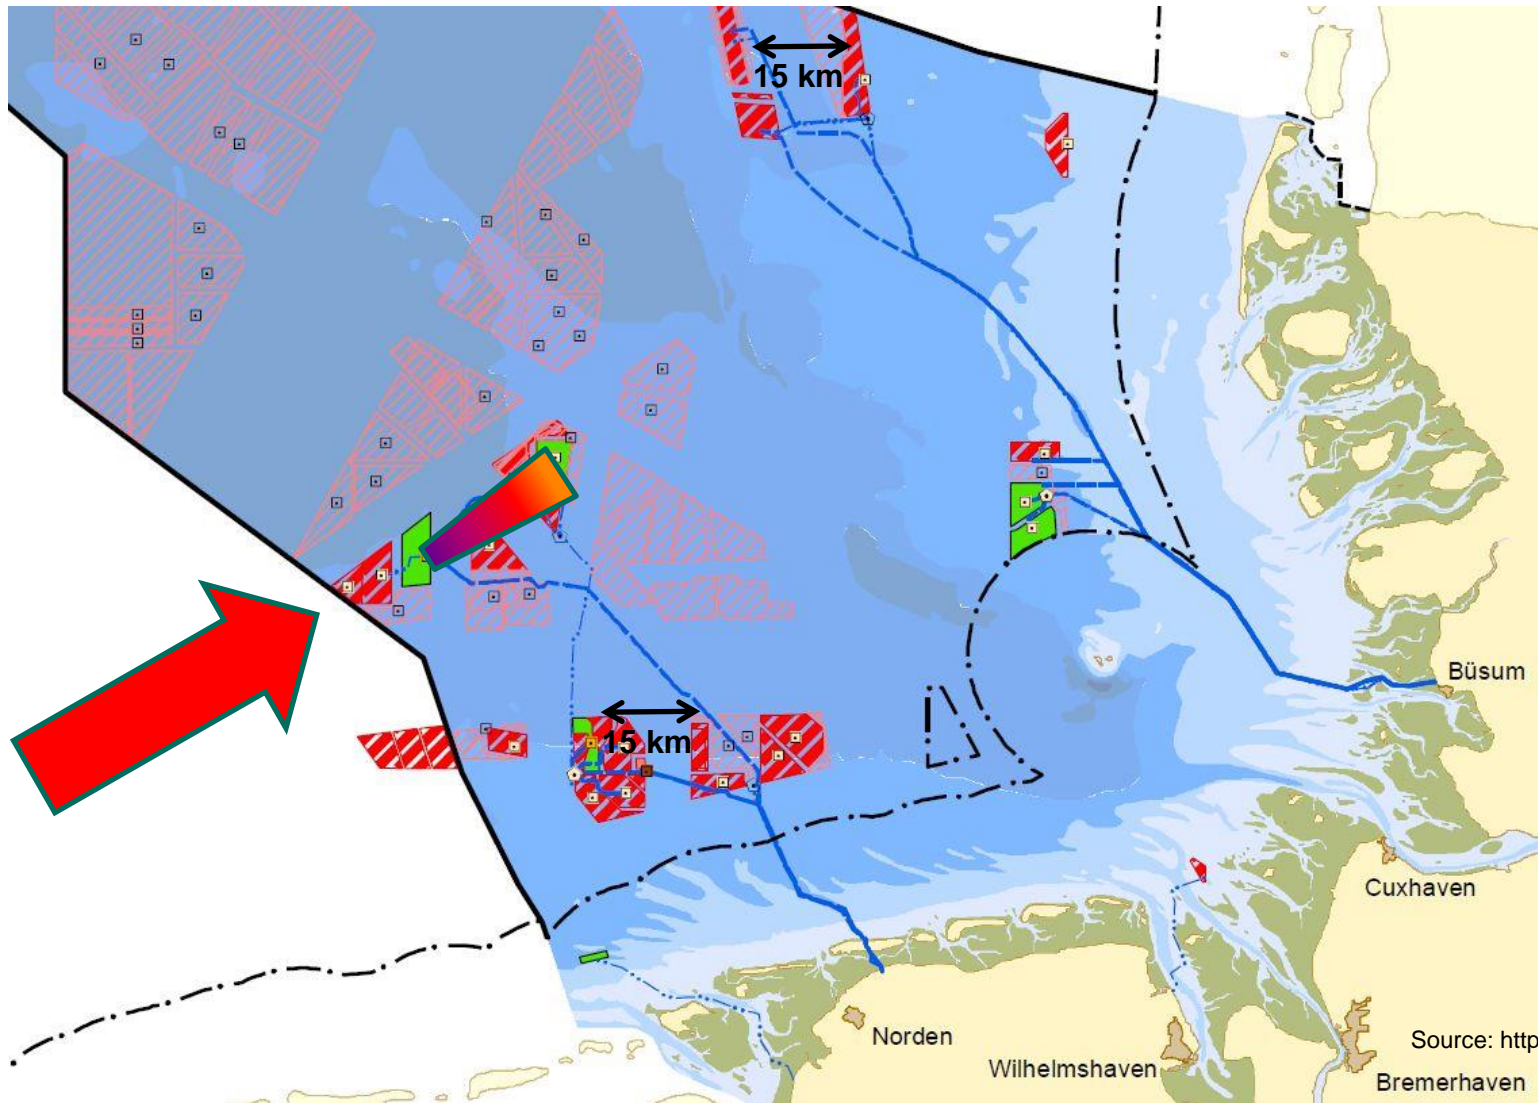 15 km
Büsum
15 km
Cuxhaven
Norden
Source: http
Wilhelmshaven
Bremerhaven